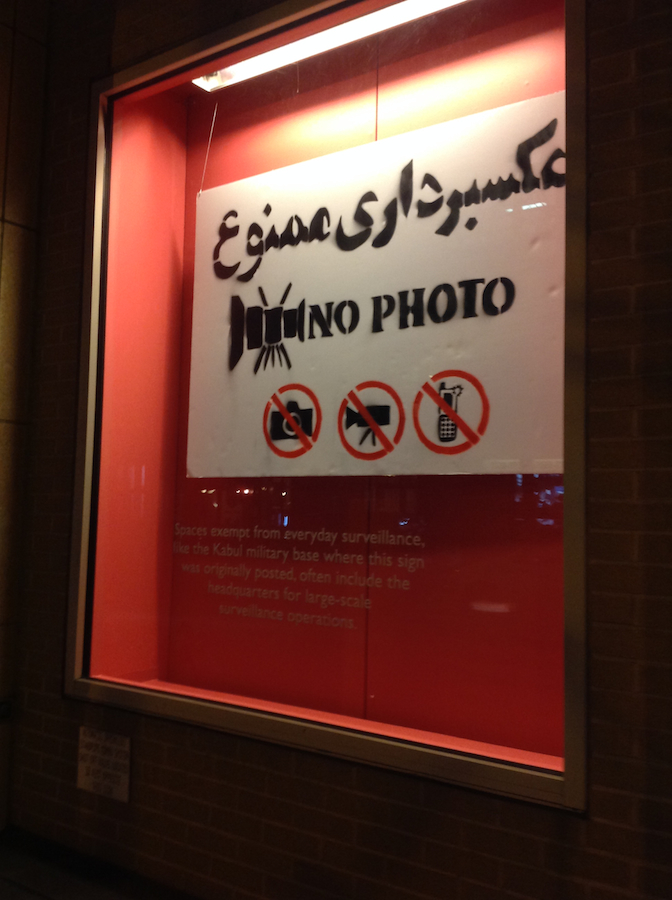 عکسبرداری ممنوع
NO PHOTO
Spaces exempt from everyday surveillance,
like the Kabul military base where this sign
was originally posted, often include the
headquarters for large-scale
surveillance operations.